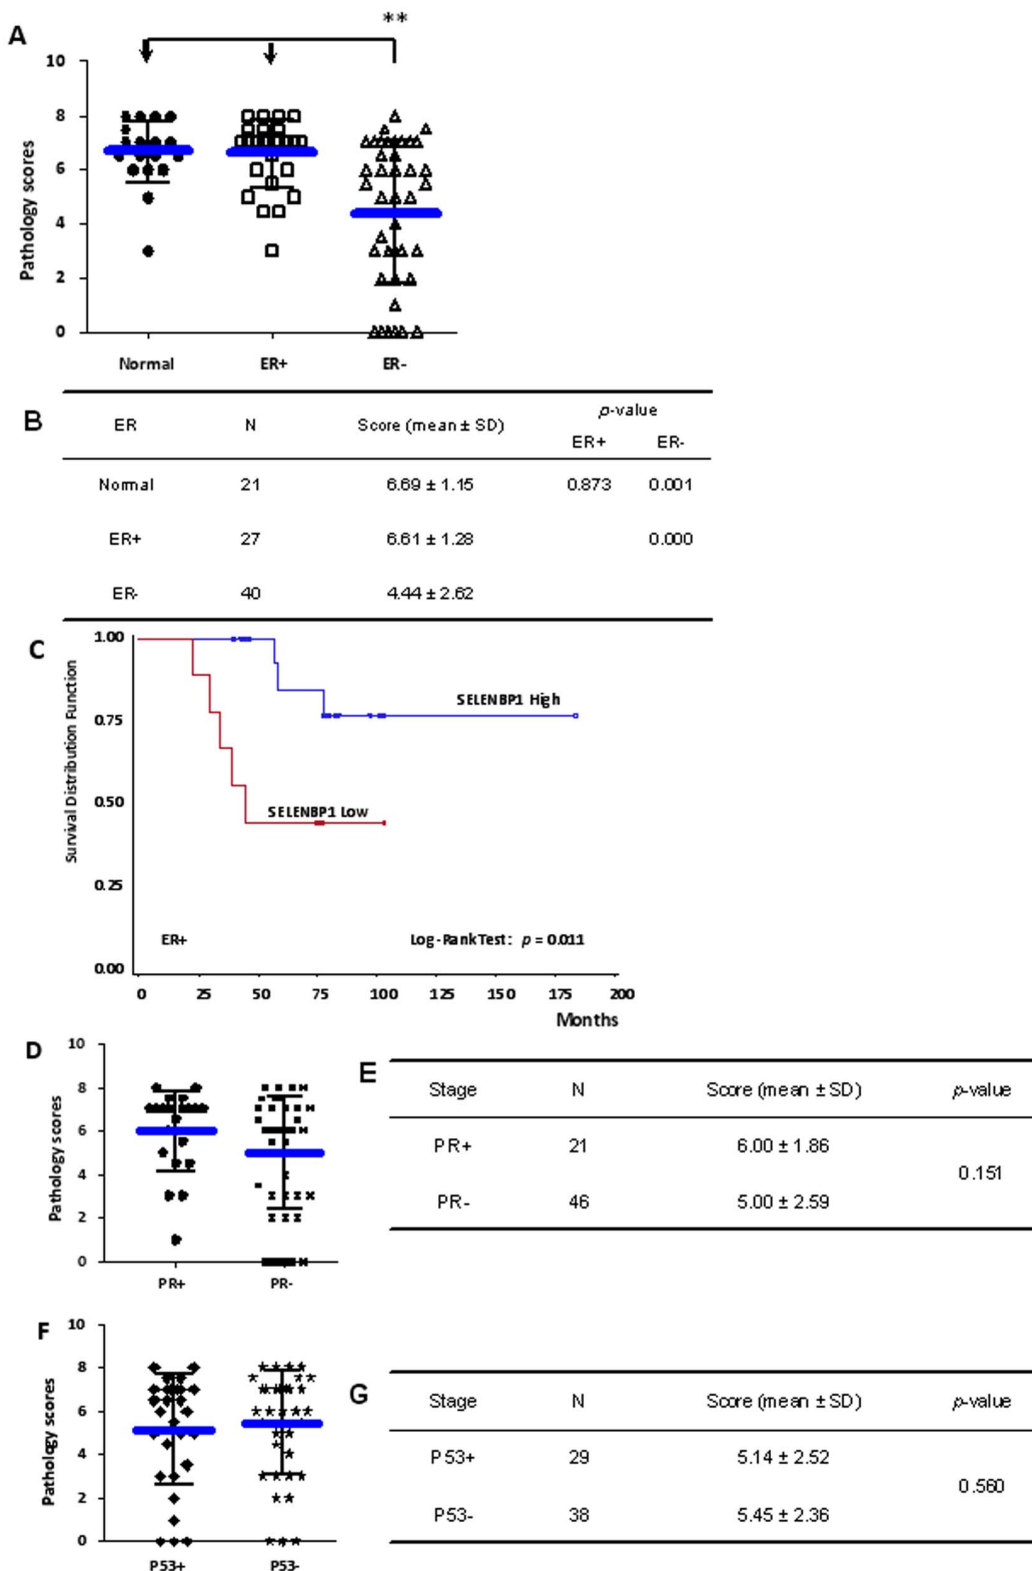 A
**
10
8
6
4
2
0
Pathology scores
Normal ER+ ER-
B
ER N Score (mean ± SD) p-value
ER+ ER-
Normal 21 6.69 ± 1.15 0.873 0.001
ER+ 27 6.61 ± 1.28 0.000
ER- 40 4.44 ± 2.62
C
1.00
0.75
0.50
0.25
0.00
Survival Distribution Function
SELENBP1 High
SELENBP1 Low
ER+ Log-Rank Test: p = 0.011
0 25 50 75 100 125 150 175 200
Months
D
10
8
6
4
2
0
Pathology scores
PR+ PR-
E
Stage N Score (mean ± SD) p-value
PR+ 21 6.00 ± 1.86
0.151
PR- 46 5.00 ± 2.59
F
10
8
6
4
2
0
Pathology scores
P53+ P53-
G
Stage N Score (mean ± SD) p-value
P53+ 29 5.14 ± 2.52
0.560
P53- 38 5.45 ± 2.36